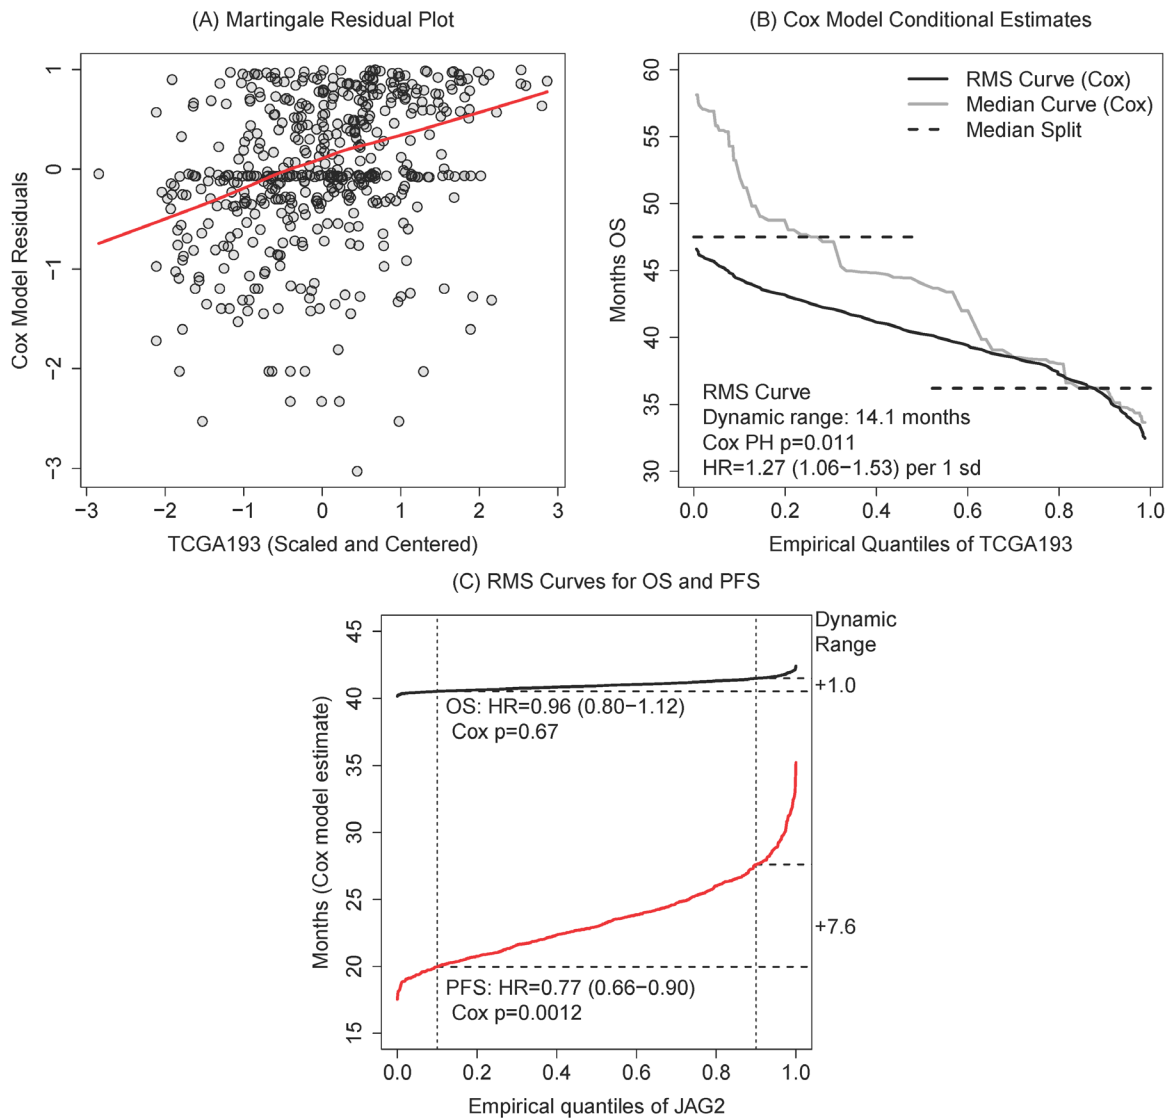 (A) Martingale Residual Plot
Cox Model Residuals
1
0
−1
−2
−3
−3
−2
−1
0
1
2
3
TCGA193 (Scaled and Centered)
(B) Cox Model Conditional Estimates
Months OS
60
55
50
45
40
35
30
RMS Curve (Cox)
Median Curve (Cox)
Median Split
RMS Curve
Dynamic range: 14.1 months
Cox PH p=0.011
HR=1.27 (1.06−1.53) per 1 sd
0.0
0.2
0.4
0.6
0.8
1.0
Empirical Quantiles of TCGA193
(C) RMS Curves for OS and PFS
Months (Cox model estimate)
45
40
35
30
25
20
15
Dynamic
Range
+1.0
OS: HR=0.96 (0.80−1.12)
Cox p=0.67
+7.6
PFS: HR=0.77 (0.66−0.90)
Cox p=0.0012
0.0
0.2
0.4
0.6
0.8
1.0
Empirical quantiles of JAG2